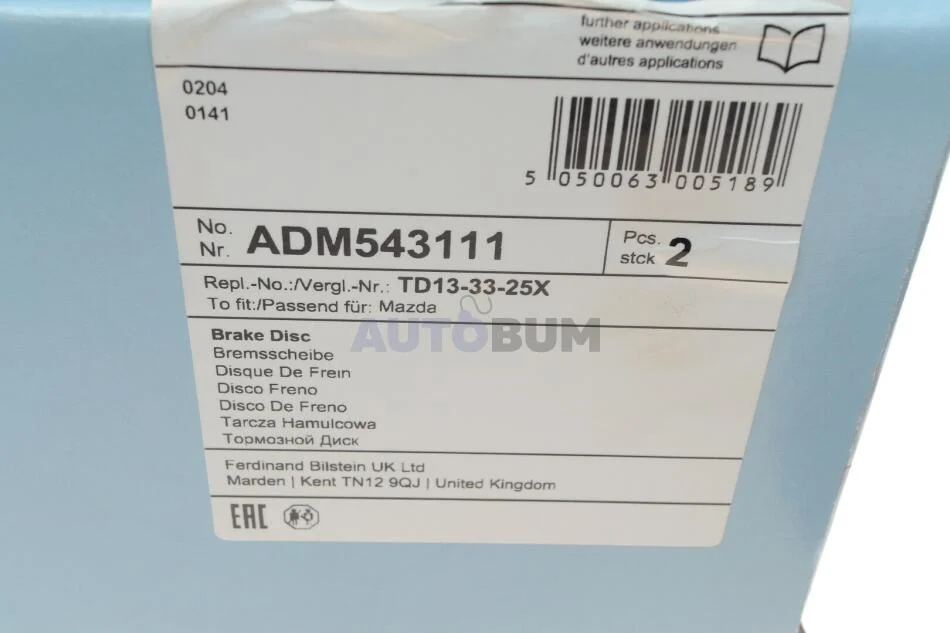 further applications
weitere anwendungen
d'autres applications
0204
0141
5 050063 005189
No.
Nr. ADM543111
Pcs.
stck 2
Repl.-No.:/Vergl.-Nr.: TD13-33-25X
To fit:/Passend für: Mazda
AUTOBUM
Brake Disc
Bremsscheibe
Disque De Frein
Disco Freno
Disco De Freno
Tarcza Hamulcowa
Тормозной Диск
Ferdinand Bilstein UK Ltd
Marden | Kent TN12 9QJ | United Kingdom
EAC